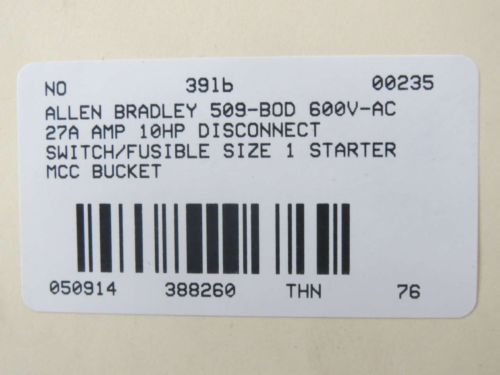 NO 39lb 00235
ALLEN BRADLEY 509-BOD 600V-AC
27A AMP 10HP DISCONNECT
SWITCH/FUSIBLE SIZE 1 STARTER
MCC BUCKET
050914 388260 THN 76